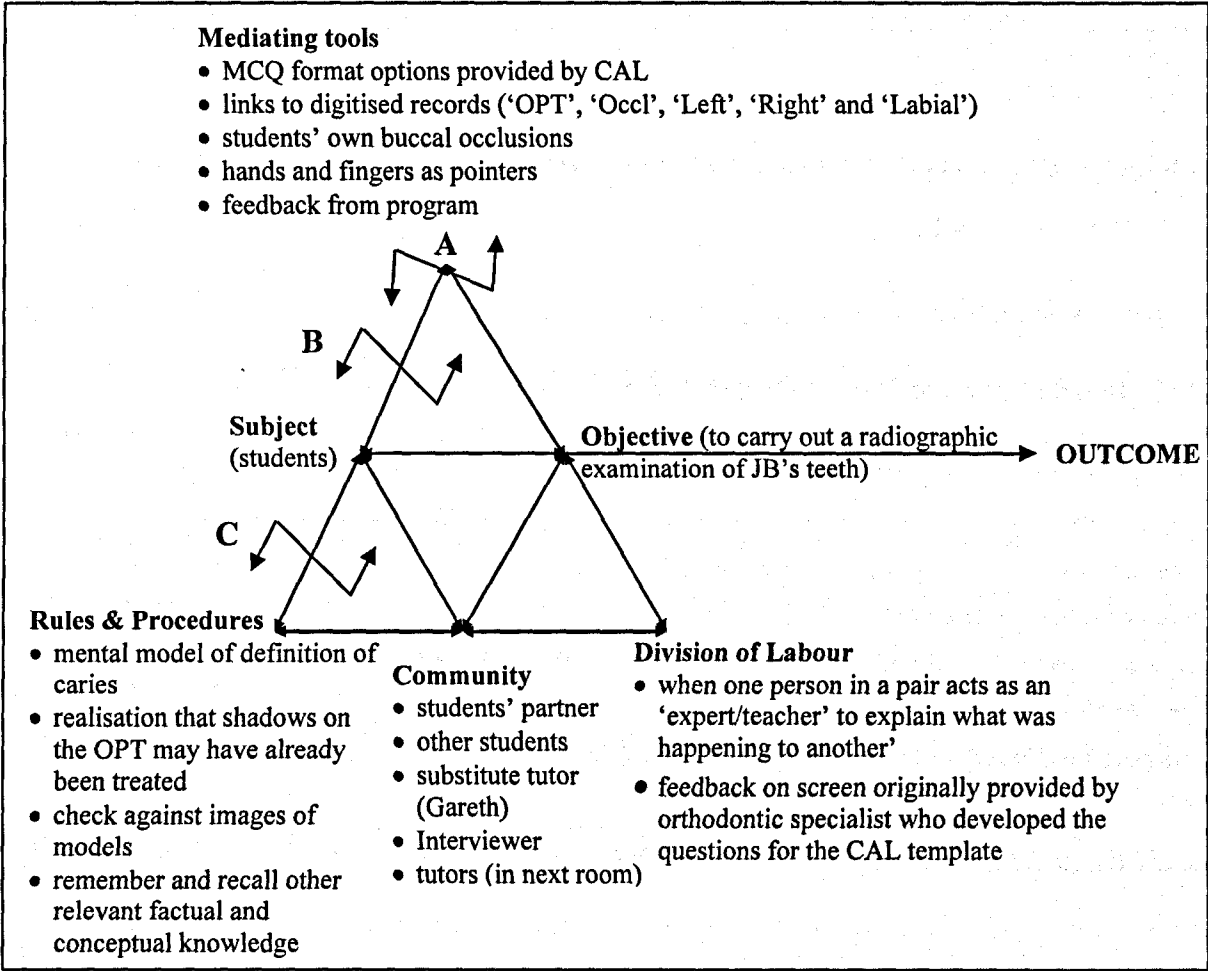 Mediating tools
• MCQ format options provided by CAL
• links to digitised records (‘OPT’, ‘Occl’, ‘Left’, ‘Right’ and ‘Labial’)
• students’ own buccal occlusions
• hands and fingers as pointers
• feedback from program
A
B
Subject
(students)
Objective (to carry out a radiographic
examination of JB’s teeth)
OUTCOME
C
Rules & Procedures
• mental model of definition of
caries
• realisation that shadows on
the OPT may have already
been treated
• check against images of
models
• remember and recall other
relevant factual and
conceptual knowledge
Community
• students’ partner
• other students
• substitute tutor
(Gareth)
• Interviewer
• tutors (in next room)
Division of Labour
• when one person in a pair acts as an
‘expert/teacher’ to explain what was
happening to another’
• feedback on screen originally provided by
orthodontic specialist who developed the
questions for the CAL template